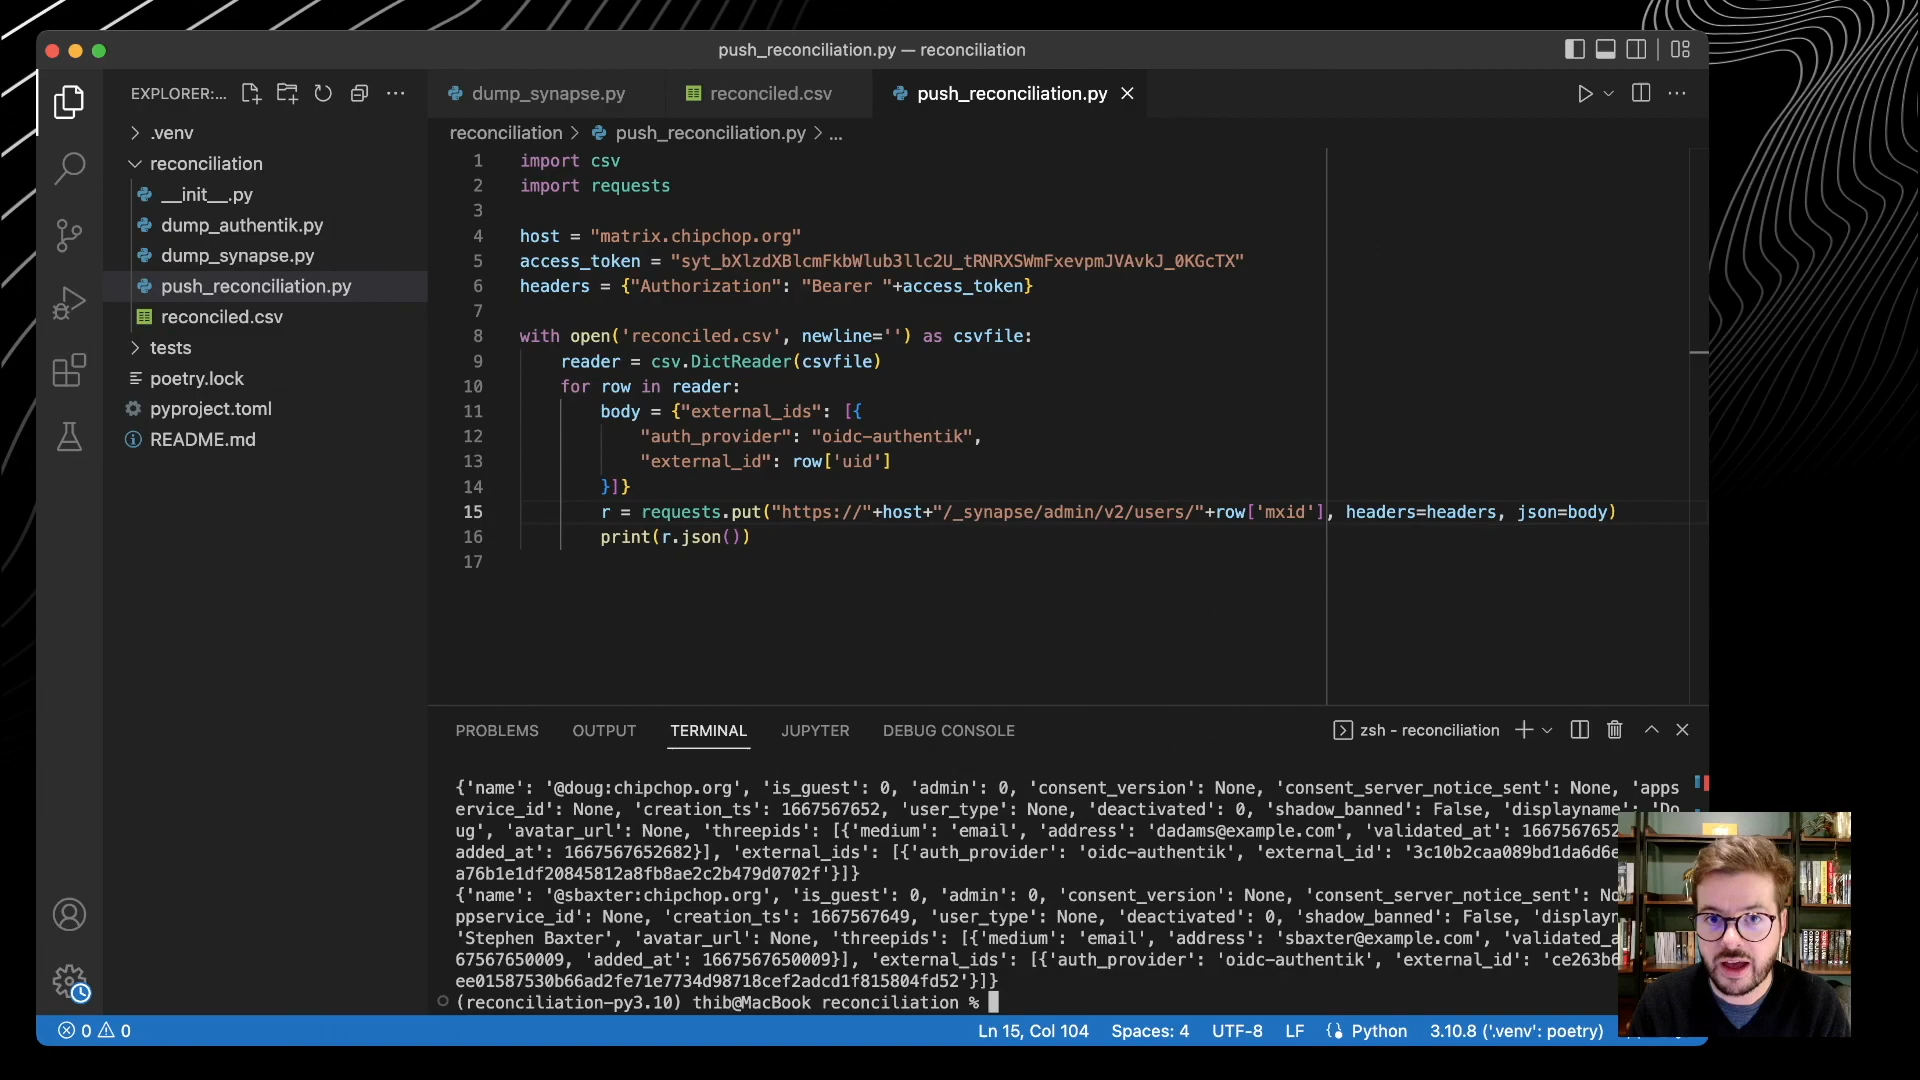 push_reconciliation.py — reconciliation
EXPLORER:...
dump_synapse.py
reconciled.csv
push_reconciliation.py
.venv
reconciliation
__init__.py
dump_authentik.py
dump_synapse.py
push_reconciliation.py
reconciled.csv
tests
poetry.lock
pyproject.toml
README.md
reconciliation > push_reconciliation.py > ...
1 import csv
2 import requests
3
4 host = "matrix.chipchop.org"
5 access_token = "syt_bXlzdXBlcmFkbWlub3llc2U_tRNRXSWmFxevpmJVAvkJ_0KGcTX"
6 headers = {"Authorization": "Bearer "+access_token}
7
8 with open('reconciled.csv', newline='') as csvfile:
9 reader = csv.DictReader(csvfile)
10 for row in reader:
11 body = {"external_ids": [{
12 "auth_provider": "oidc-authentik",
13 "external_id": row['uid']
14 }]}
15 r = requests.put("https://"+host+"/_synapse/admin/v2/users/"+row['mxid'], headers=headers, json=body)
16 print(r.json())
17
PROBLEMS OUTPUT TERMINAL JUPYTER DEBUG CONSOLE
zsh - reconciliation
{'name': '@doug:chipchop.org', 'is_guest': 0, 'admin': 0, 'consent_version': None, 'consent_server_notice_sent': None, 'apps
ervice_id': None, 'creation_ts': 1667567652, 'user_type': None, 'deactivated': 0, 'shadow_banned': False, 'displayname': 'Do
ug', 'avatar_url': None, 'threepids': [{'medium': 'email', 'address': 'dadams@example.com', 'validated_at': 1667567652
added_at': 1667567652682}], 'external_ids': [{'auth_provider': 'oidc-authentik', 'external_id': '3c10b2caa089bd1da6d6e
a76b1e1df20845812a8fb8ae2c2b479d0702f'}]}
{'name': '@sbaxter:chipchop.org', 'is_guest': 0, 'admin': 0, 'consent_version': None, 'consent_server_notice_sent': No
ppservice_id': None, 'creation_ts': 1667567649, 'user_type': None, 'deactivated': 0, 'shadow_banned': False, 'displayn
'Stephen Baxter', 'avatar_url': None, 'threepids': [{'medium': 'email', 'address': 'sbaxter@example.com', 'validated_a
67567650009, 'added_at': 1667567650009}], 'external_ids': [{'auth_provider': 'oidc-authentik', 'external_id': 'ce263b6
ee01587530b66ad2fe71e7734d98718cef2adcd1f815804fd52'}]}
(reconciliation-py3.10) thib@MacBook reconciliation %
0 0
Ln 15, Col 104 Spaces: 4 UTF-8 LF Python 3.10.8 ('.venv': poetry)